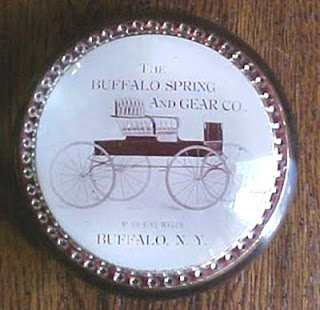 THE
BUFFALO SPRING
AND GEAR CO.
BUFFALO, N. Y.